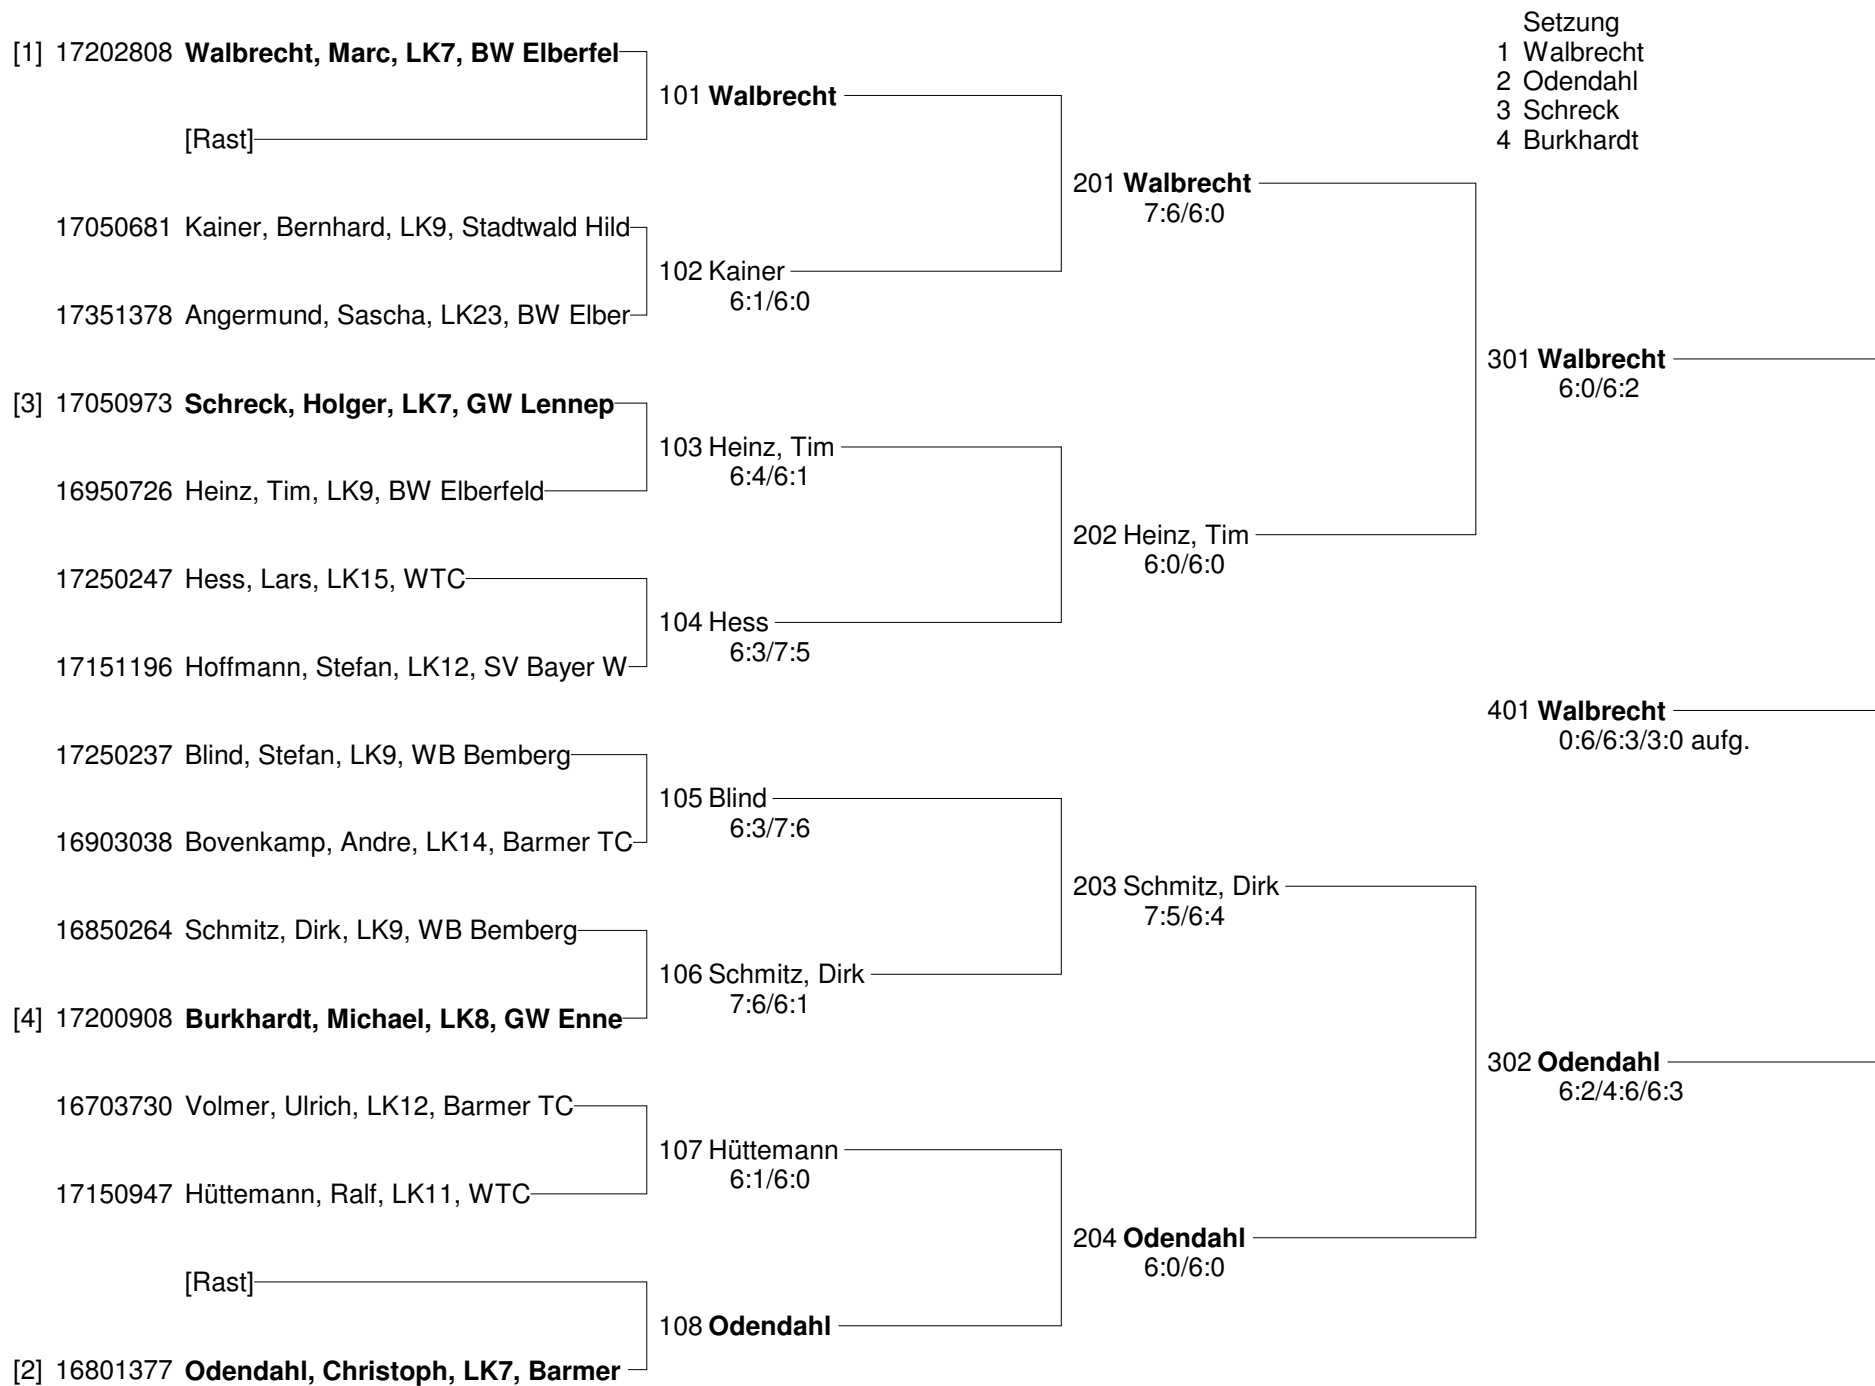 Setzung
1 Walbrecht
2 Odendahl
3 Schreck
4 Burkhardt
[1] 17202808 Walbrecht, Marc, LK7, BW Elberfel
[Rast]
17050681 Kainer, Bernhard, LK9, Stadtwald Hild
17351378 Angermund, Sascha, LK23, BW Elber
[3] 17050973 Schreck, Holger, LK7, GW Lennep
16950726 Heinz, Tim, LK9, BW Elberfeld
17250247 Hess, Lars, LK15, WTC
17151196 Hoffmann, Stefan, LK12, SV Bayer W
17250237 Blind, Stefan, LK9, WB Bemberg
16903038 Bovenkamp, Andre, LK14, Barmer TC
16850264 Schmitz, Dirk, LK9, WB Bemberg
[4] 17200908 Burkhardt, Michael, LK8, GW Enne
16703730 Volmer, Ulrich, LK12, Barmer TC
17150947 Hüttemann, Ralf, LK11, WTC
[Rast]
[2] 16801377 Odendahl, Christoph, LK7, Barmer
101 Walbrecht
102 Kainer
6:1/6:0
103 Heinz, Tim
6:4/6:1
104 Hess
6:3/7:5
105 Blind
6:3/7:6
106 Schmitz, Dirk
7:6/6:1
107 Hüttemann
6:1/6:0
108 Odendahl
201 Walbrecht
7:6/6:0
202 Heinz, Tim
6:0/6:0
203 Schmitz, Dirk
7:5/6:4
204 Odendahl
6:0/6:0
301 Walbrecht
6:0/6:2
401 Walbrecht
0:6/6:3/3:0 aufg.
302 Odendahl
6:2/4:6/6:3